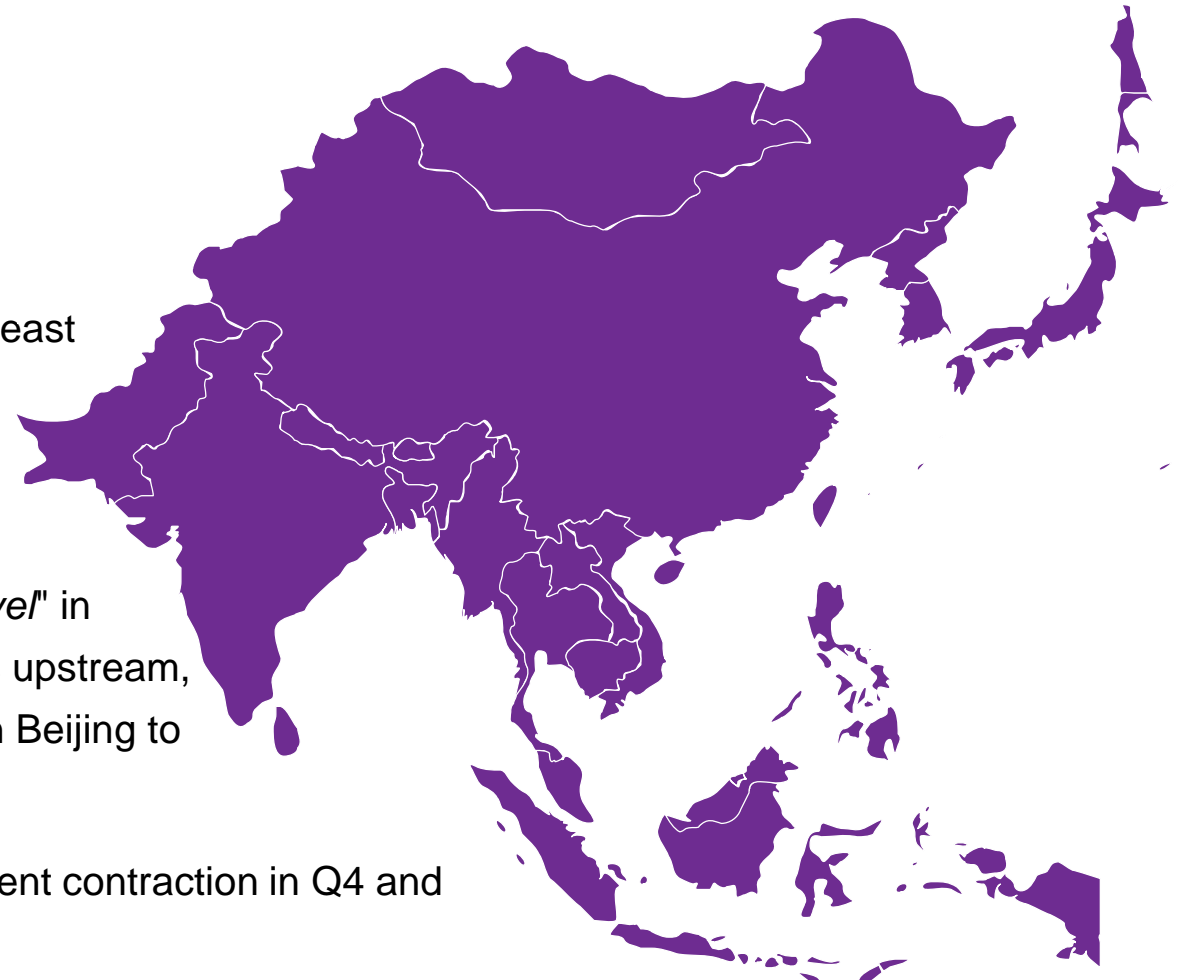 east
vel" in
upstream,
n Beijing to
ent contraction in Q4 and